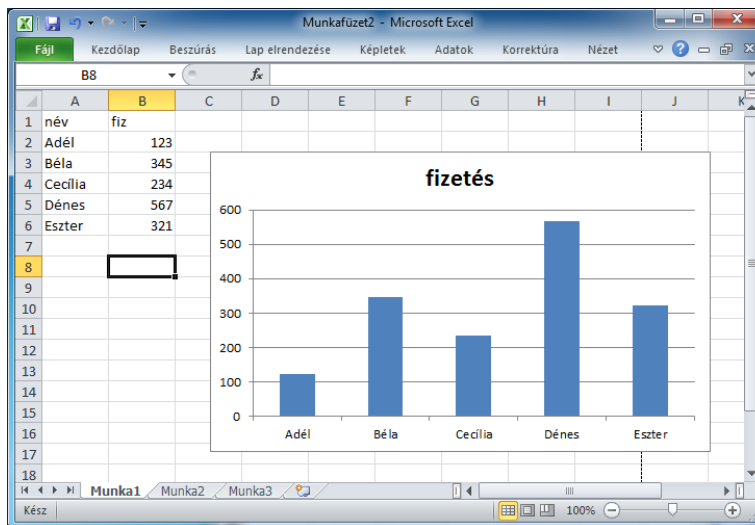 Munkafüzet2 - Microsoft Excel
Fájl Kezdőlap Beszúrás Lap elrendezése Képletek Adatok Korrektúra Nézet
B8 fx
A B C D E F G H I J K
1 név fiz
2 Adél 123
3 Béla 345
4 Cecília 234
5 Dénes 567
6 Eszter 321
7
8
9
10
11
12
13
14
15
16
17
18
fizetés
600
500
400
300
200
100
0
Adél Béla Cecília Dénes Eszter
Munka1 Munka2 Munka3
Kész 100%